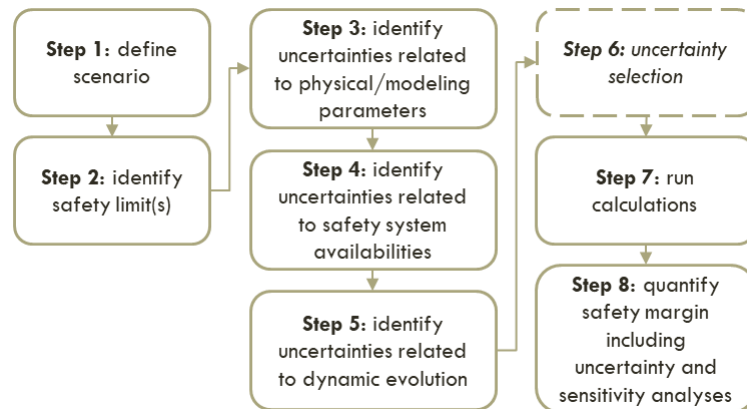 Step 1: define
scenario
Step 2: identify
safety limit(s)
Step 3: identify
uncertainties related
to physical/modeling
parameters
Step 4: identify
uncertainties related
to safety system
availabilities
Step 5: identify
uncertainties related
to dynamic evolution
Step 6: uncertainty
selection
Step 7: run
calculations
Step 8: quantify
safety margin
including
uncertainty and
sensitivity analyses